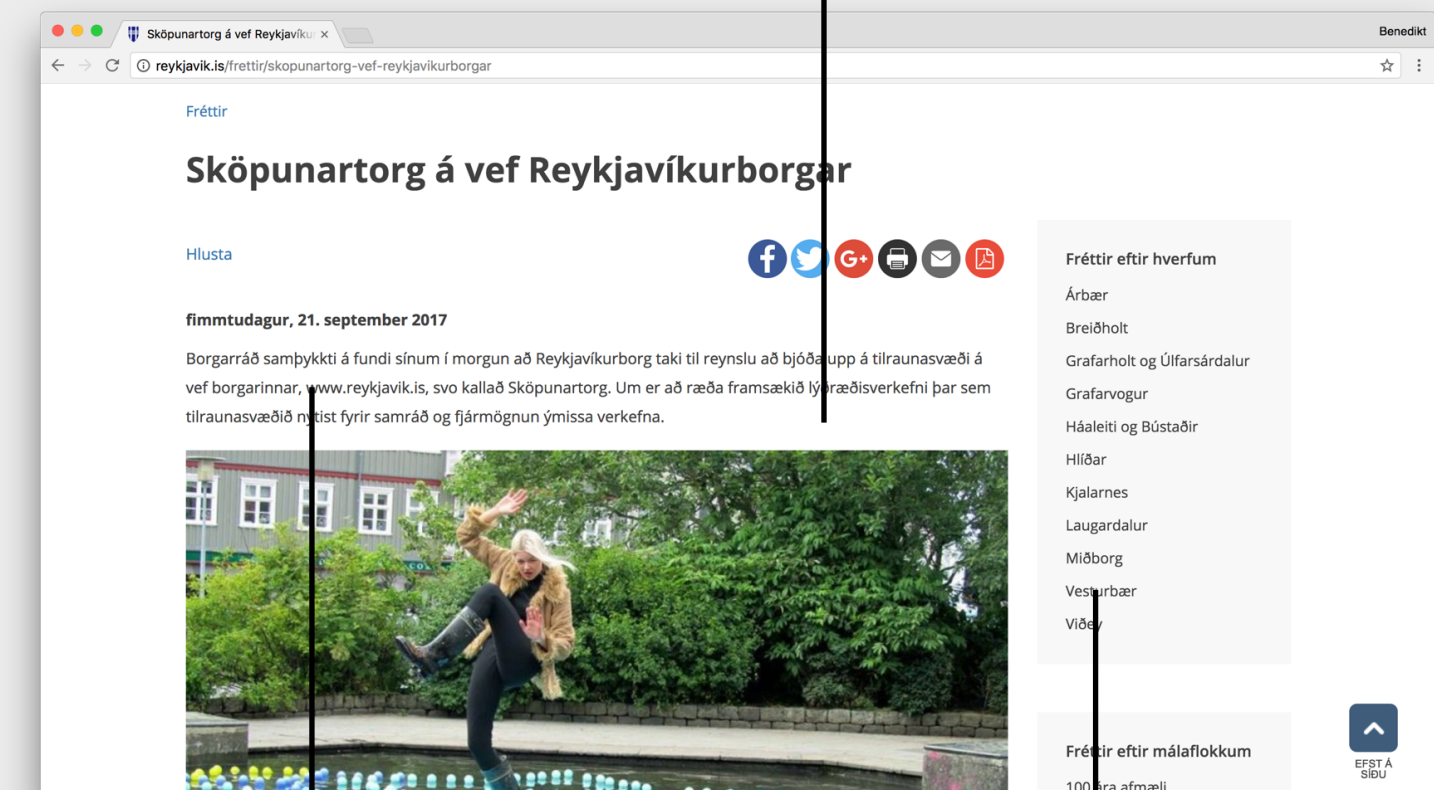 Sköpunartorg á vef Reykjavíku
Benedikt
reykjavik.is/frettir/skopunartorg-vef-reykjavikurborgar
Fréttir
Sköpunartorg á vef Reykjavíkurborgar
Hlusta
fimmtudagur, 21. september 2017
Borgarráð samþykkti á fundi sínum í morgun að Reykjavíkurborg taki til reynslu að bjóða upp á tilraunasvæði á
vef borgarinnar, www.reykjavik.is, svo kallað Sköpunartorg. Um er að ræða framsækið lýðræðisverkefni þar sem
tilraunasvæðið nýtist fyrir samráð og fjármögnun ýmissa verkefna.
Fréttir eftir hverfum
Árbær
Breiðholt
Grafarholt og Úlfarsárdalur
Grafarvogur
Háaleiti og Bústaðir
Hlíðar
Kjalarnes
Laugardalur
Miðborg
Vesturbær
Viðey
Fréttir eftir málaflokkum
100 ára afmæli
EFST Á
SÍÐU